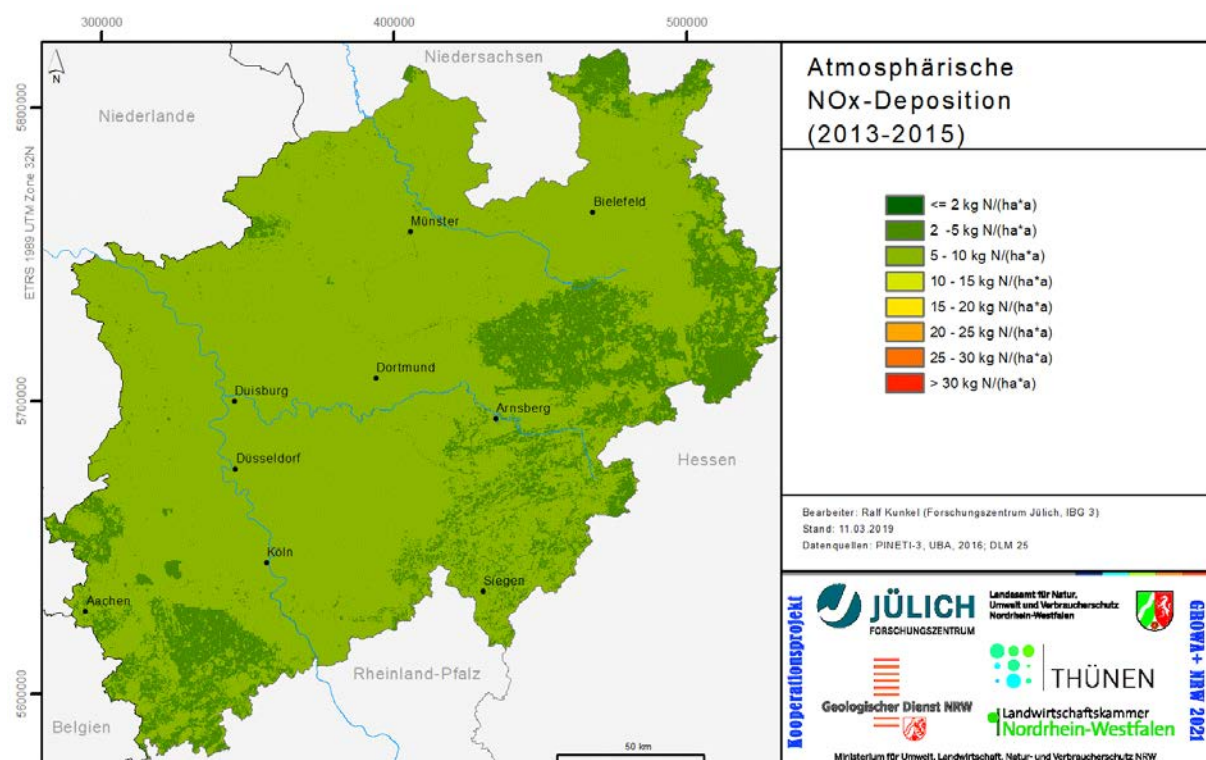 300000
400000
500000
5800000
5700000
5600000
ETRS 1989 UTM Zone 32N
N
Niedersachsen
Niederlande
Bielefeld
Münster
Dortmund
Duisburg
Arnsberg
Düsseldorf
Hessen
Köln
Siegen
Aachen
Rheinland-Pfalz
Belgien
50 km
Atmosphärische
NOx-Deposition
(2013-2015)
<= 2 kg N/(ha*a)
2 -5 kg N/(ha*a)
5 - 10 kg N/(ha*a)
10 - 15 kg N/(ha*a)
15 - 20 kg N/(ha*a)
20 - 25 kg N/(ha*a)
25 - 30 kg N/(ha*a)
> 30 kg N/(ha*a)
Bearbeiter: Ralf Kunkel (Forschungszentrum Jülich, IBG 3)
Stand: 11.03.2019
Datenquellen: PINETI-3, UBA, 2016; DLM 25
Kooperationsprojekt
JÜLICH
FORSCHUNGSZENTRUM
Landesamt für Natur,
Umwelt und Verbraucherschutz
Nordrhein-Westfalen
GROWA+ NRW 2021
Geologischer Dienst NRW
THÜNEN
Landwirtschaftskammer
Nordrhein-Westfalen
Ministerium für Umwelt, Landwirtschaft, Natur- und Verbraucherschutz NRW